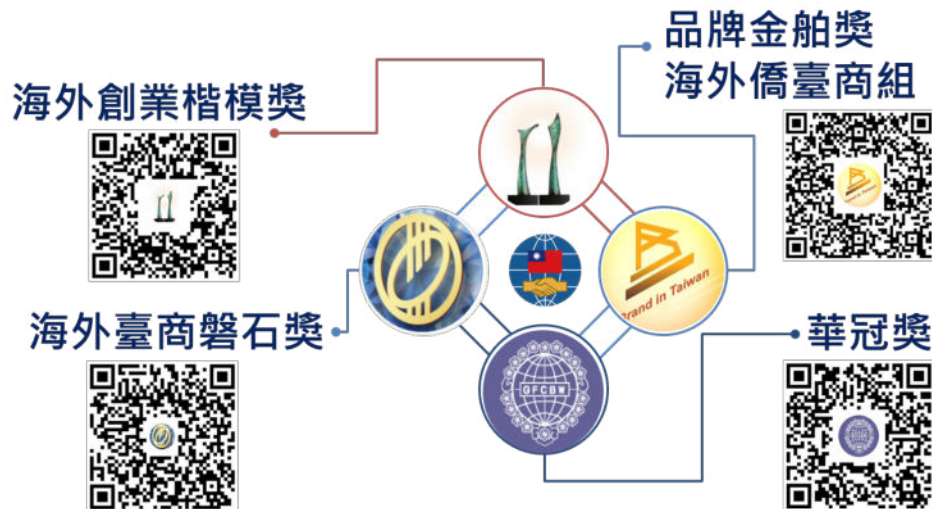 品牌金舶獎
海外僑臺商組
海外創業楷模獎
Brand in Taiwan
海外臺商磐石獎
華冠獎
GFCBW